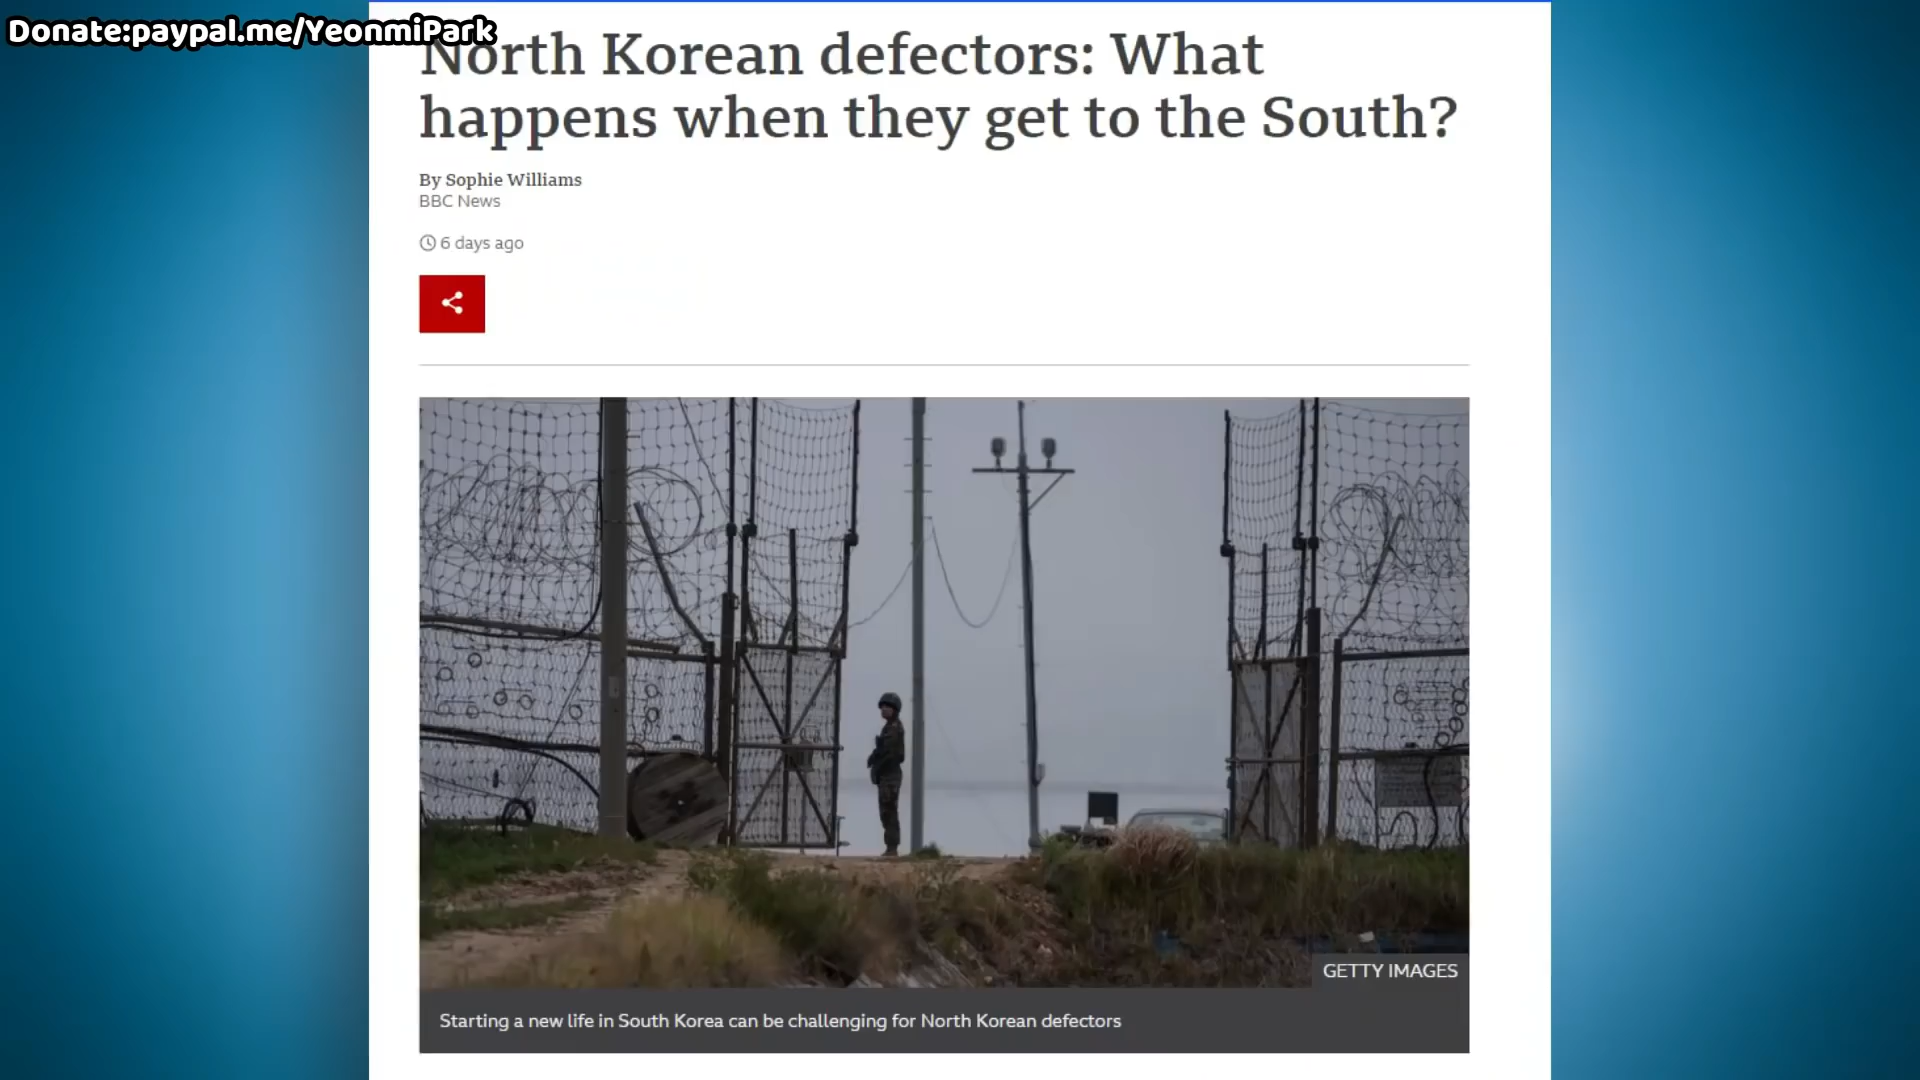 Donate:paypal.me/YeonmiPark
North Korean defectors: What
happens when they get to the South?
By Sophie Williams
BBC News
6 days ago
GETTY IMAGES
Starting a new life in South Korea can be challenging for North Korean defectors